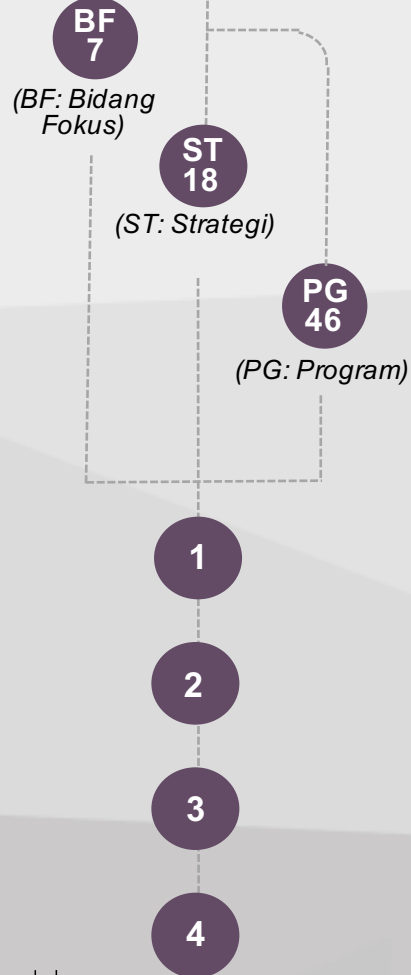 BF
7
(BF: Bidang
Fokus)
ST
18
(ST: Strategi)
PG
46
(PG: Program)
1
2
3
4